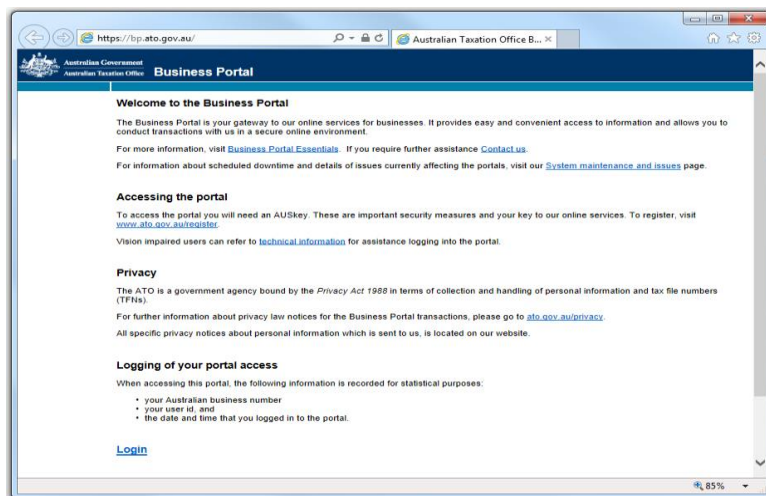 https://bp.ato.gov.au/
Australian Taxation Office B...
Australian Government
Australian Taxation Office
Business Portal
Welcome to the Business Portal
The Business Portal is your gateway to our online services for businesses. It provides easy and convenient access to information and allows you to
conduct transactions with us in a secure online environment.
For more information, visit Business Portal Essentials. If you require further assistance Contact us.
For information about scheduled downtime and details of issues currently affecting the portals, visit our System maintenance and issues page.
Accessing the portal
To access the portal you will need an AUSkey. These are important security measures and your key to our online services. To register, visit
www.ato.gov.au/register.
Vision impaired users can refer to technical information for assistance logging into the portal.
Privacy
The ATO is a government agency bound by the Privacy Act 1988 in terms of collection and handling of personal information and tax file numbers
(TFNs).
For further information about privacy law notices for the Business Portal transactions, please go to ato.gov.au/privacy.
All specific privacy notices about personal information which is sent to us, is located on our website.
Logging of your portal access
When accessing this portal, the following information is recorded for statistical purposes:
• your Australian business number
• your user id, and
• the date and time that you logged in to the portal.
Login
85%